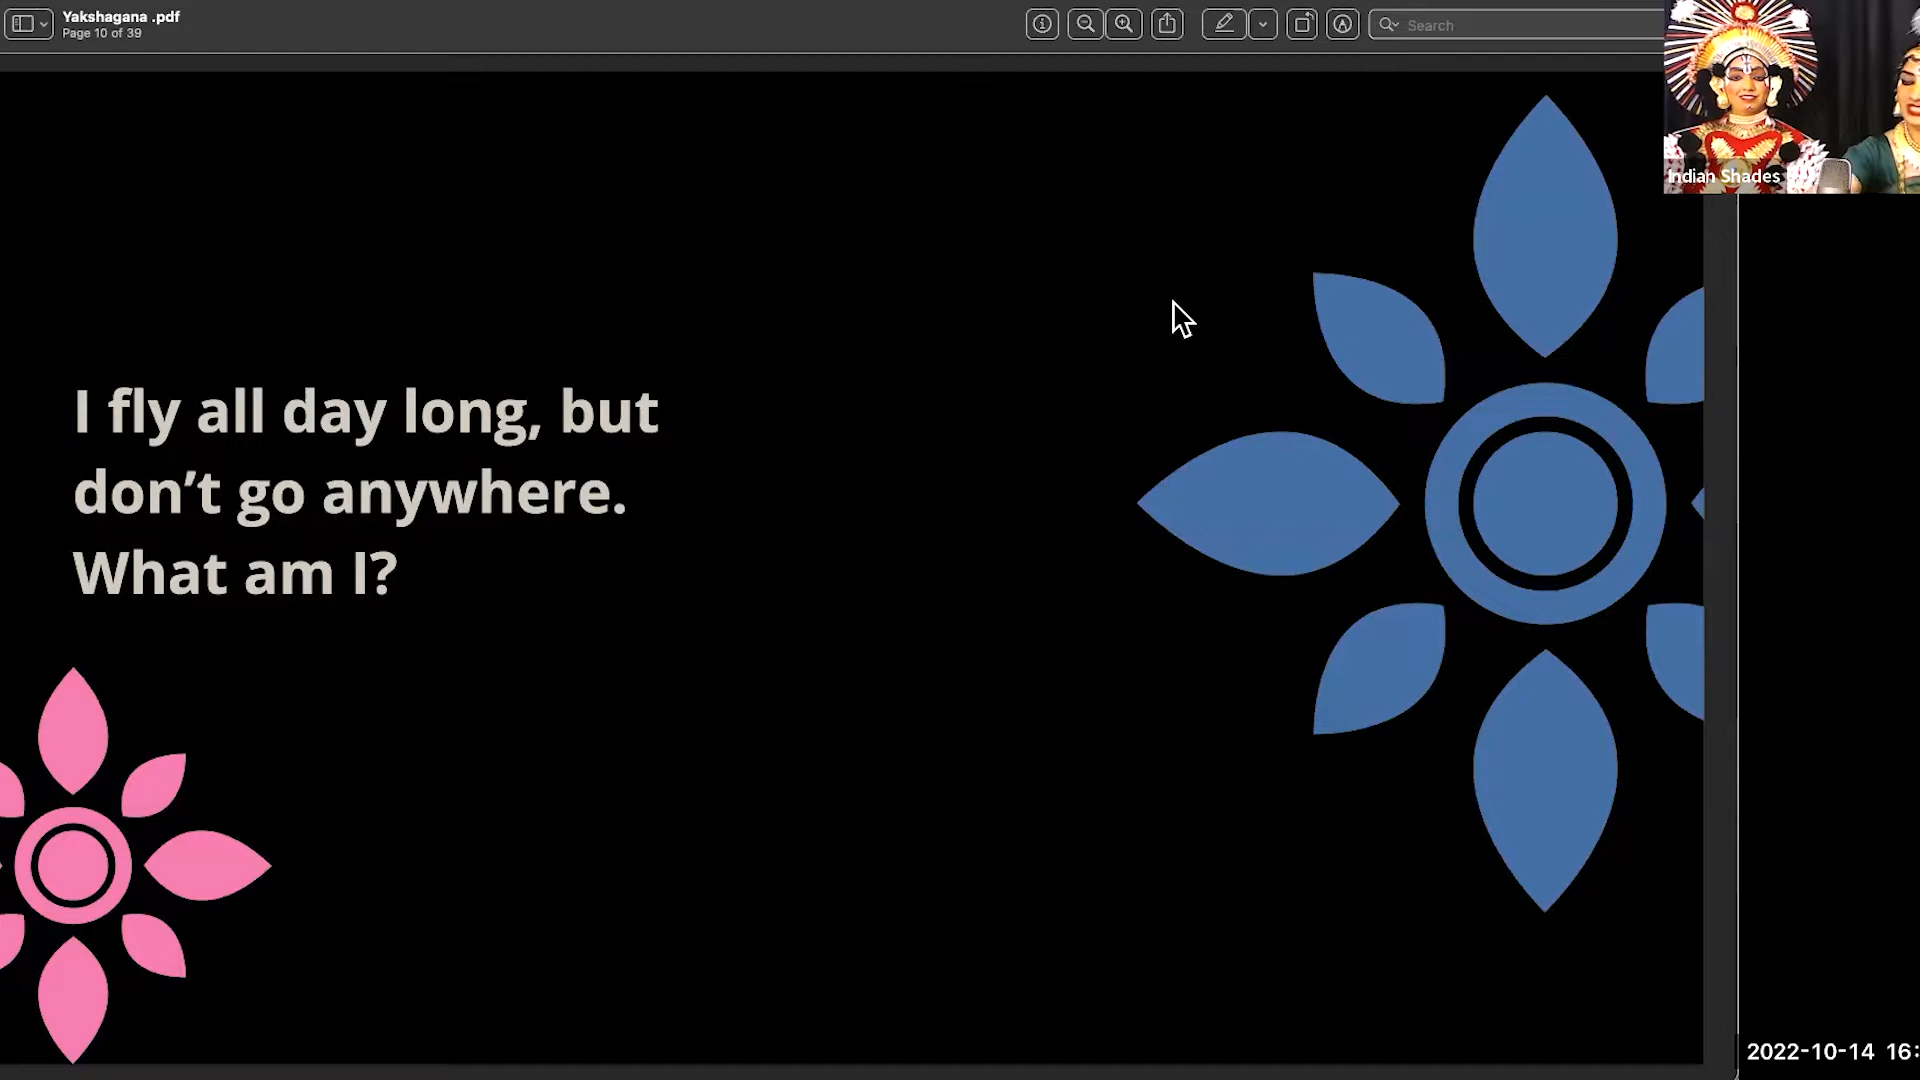 Yakshagana .pdf
Page 10 of 39
Search
Indian Shades
I fly all day long, but
don’t go anywhere.
What am I?
2022-10-14 16: